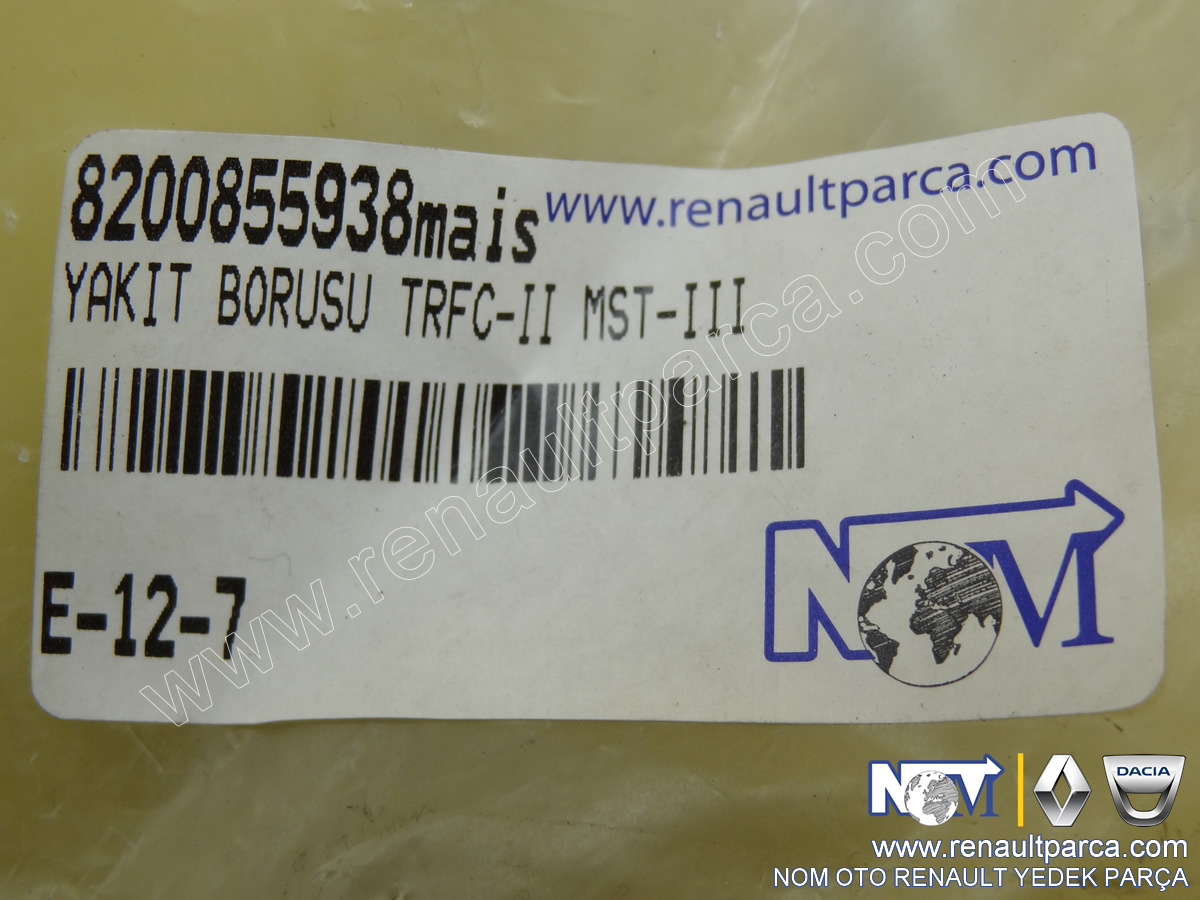 8200855938mais www.renaultparca.com
YAKIT BORUSU TRFC-II MST-III
www.renaultparca.com
E-12-7
NOM
NOM
DACIA
www.renaultparca.com
NOM OTO RENAULT YEDEK PARÇA